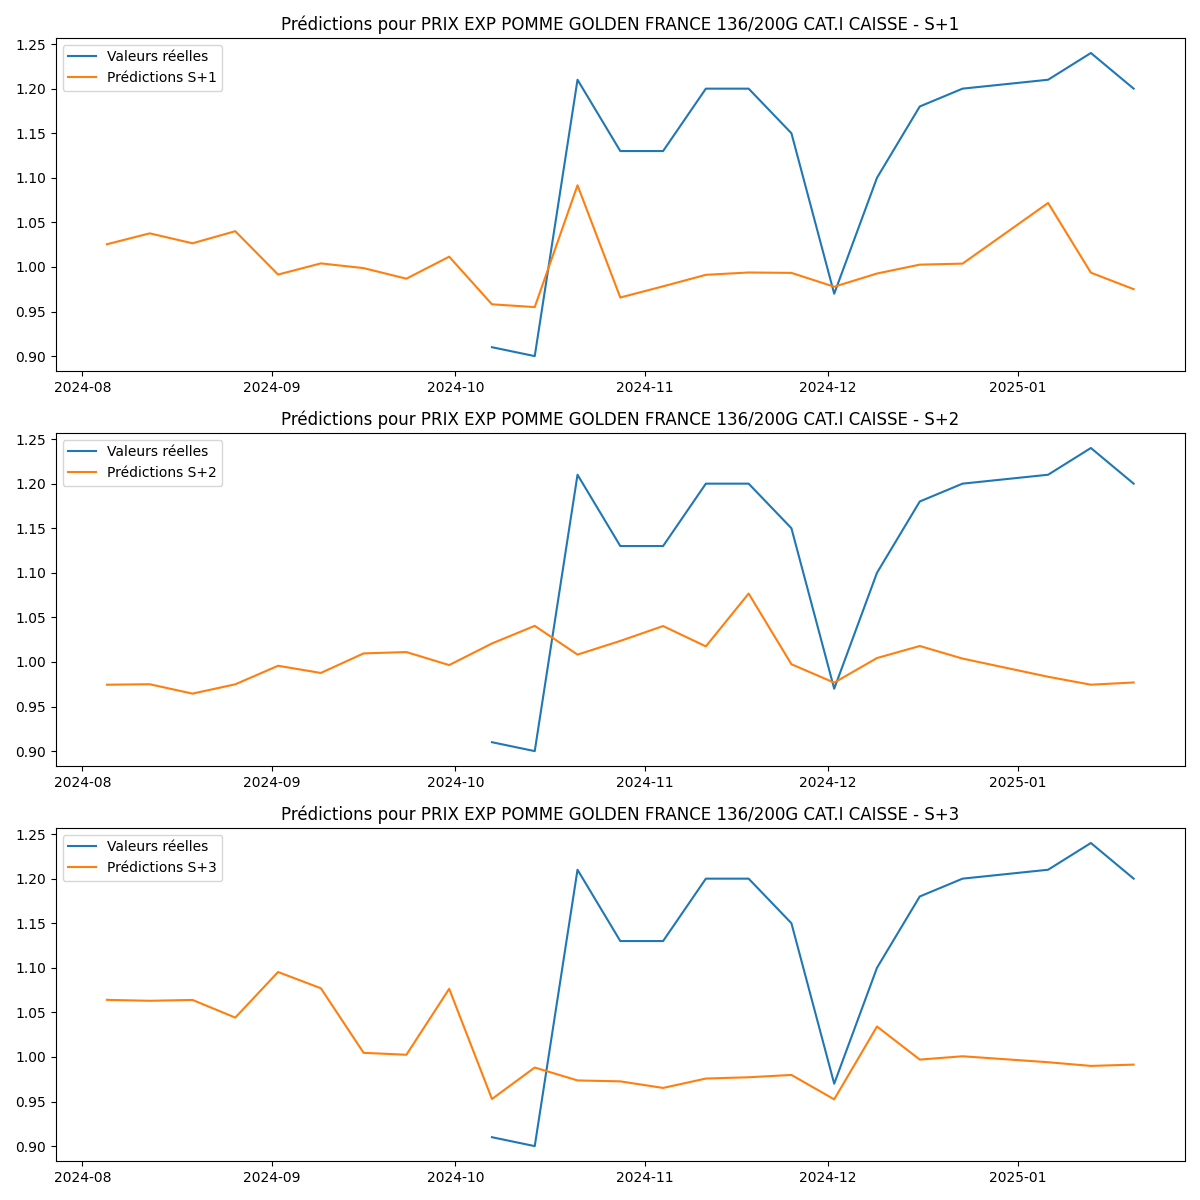 Prédictions pour PRIX EXP POMME GOLDEN FRANCE 136/200G CAT.I CAISSE - S+1
Valeurs réelles
Prédictions S+1
1.25
1.20
1.15
1.10
1.05
1.00
0.95
0.90
2024-08 2024-09 2024-10 2024-11 2024-12 2025-01
Prédictions pour PRIX EXP POMME GOLDEN FRANCE 136/200G CAT.I CAISSE - S+2
Valeurs réelles
Prédictions S+2
1.25
1.20
1.15
1.10
1.05
1.00
0.95
0.90
2024-08 2024-09 2024-10 2024-11 2024-12 2025-01
Prédictions pour PRIX EXP POMME GOLDEN FRANCE 136/200G CAT.I CAISSE - S+3
Valeurs réelles
Prédictions S+3
1.25
1.20
1.15
1.10
1.05
1.00
0.95
0.90
2024-08 2024-09 2024-10 2024-11 2024-12 2025-01